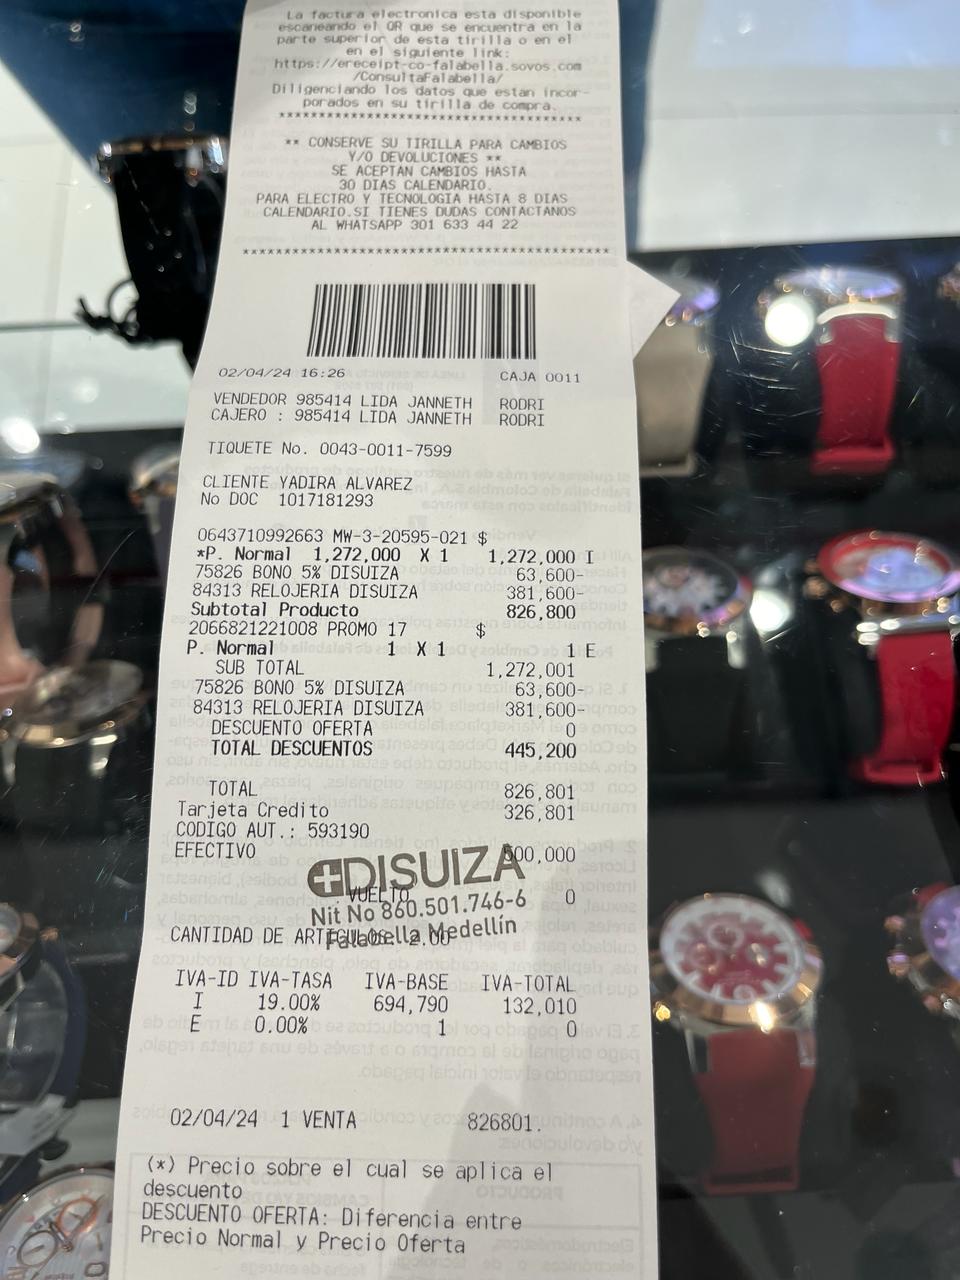 La factura electronica esta disponible
escaneando el QR que se encuentra en la
parte superior de esta tirilla o en el
en el siguiente link:
https://ereceipt-co-falabella.sovos.com
/ConsultaFalabella/
Diligenciando los datos que estan incor-
porados en su tirilla de compra.
****************************************
** CONSERVE SU TIRILLA PARA CAMBIOS
Y/O DEVOLUCIONES **
SE ACEPTAN CAMBIOS HASTA
30 DIAS CALENDARIO.
PARA ELECTRO Y TECNOLOGIA HASTA 8 DIAS
CALENDARIO.SI TIENES DUDAS CONTACTANOS
AL WHATSAPP 301 633 44 22
****************************************
02/04/24 16:26 CAJA 0011
VENDEDOR 985414 LIDA JANNETH RODRI
CAJERO : 985414 LIDA JANNETH RODRI
TIQUETE No. 0043-0011-7599
CLIENTE YADIRA ALVAREZ
No DOC 1017181293
0643710992663 MW-3-20595-021 $
*P. Normal 1,272,000 X 1 1,272,000 I
75826 BONO 5% DISUIZA 63,600-
84313 RELOJERIA DISUIZA 381,600-
Subtotal Producto 826,800
2066821221008 PROMO 17 $
P. Normal 1 X 1 1 E
SUB TOTAL 1,272,001
75826 BONO 5% DISUIZA 63,600-
84313 RELOJERIA DISUIZA 381,600-
DESCUENTO OFERTA 0
TOTAL DESCUENTOS 445,200
TOTAL 826,801
Tarjeta Credito 326,801
CODIGO AUT.: 593190
EFECTIVO 500,000
DISUIZA
VUELTO 0
Nit No 860.501.746-6
Falabella Medellín
CANTIDAD DE ARTICULOS: 2.00
IVA-ID IVA-TASA IVA-BASE IVA-TOTAL
I 19.00% 694,790 132,010
E 0.00% 1 0
02/04/24 1 VENTA 826801.
(*) Precio sobre el cual se aplica el
descuento
DESCUENTO OFERTA: Diferencia entre
Precio Normal y Precio Oferta